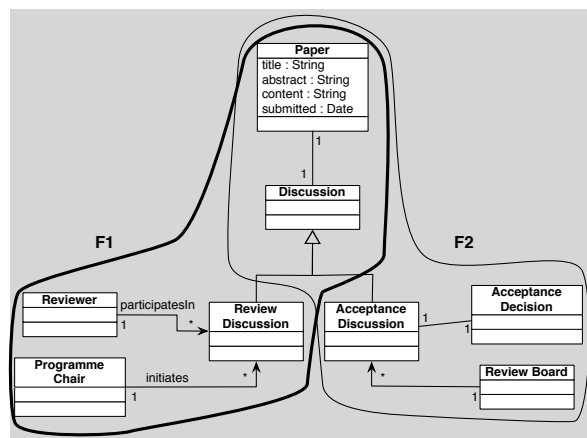 Paper
title : String
abstract : String
content : String
submitted : Date
1
1
Discussion
F1
F2
Reviewer
participatesIn
1
*
Review
Discussion
Acceptance
Discussion
1
1
Acceptance
Decision
Programme
Chair
initiates
1
*
*
1
Review Board